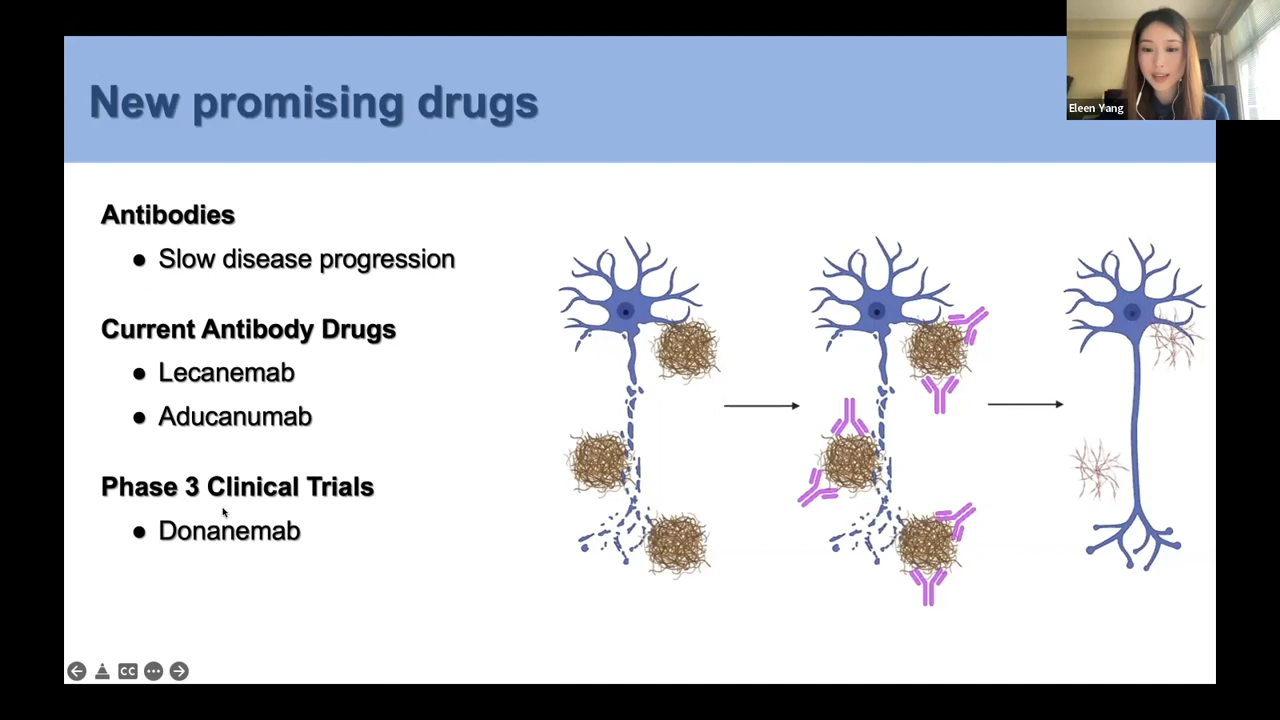 New promising drugs
Eleen Yang
Antibodies
● Slow disease progression
Current Antibody Drugs
● Lecanemab
● Aducanumab
Phase 3 Clinical Trials
● Donanemab
CC